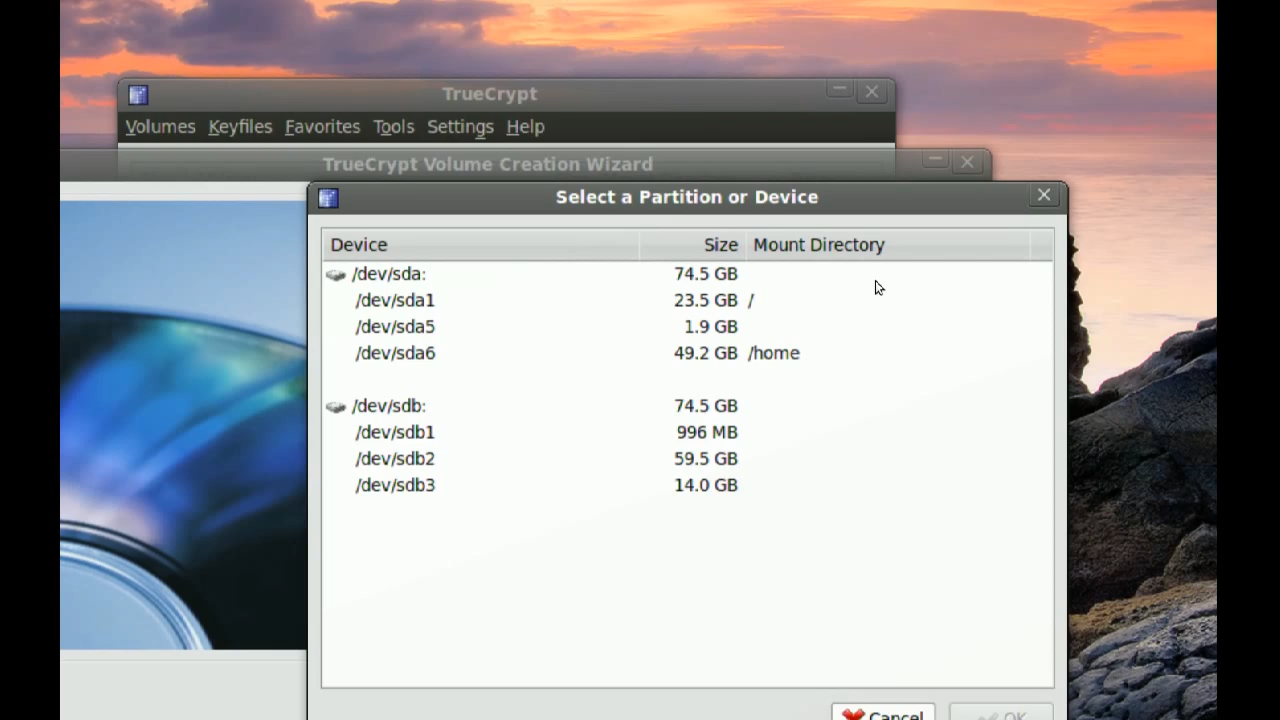 TrueCrypt
Volumes Keyfiles Favorites Tools Settings Help
TrueCrypt Volume Creation Wizard
Select a Partition or Device
Device Size Mount Directory
/dev/sda: 74.5 GB
/dev/sda1 23.5 GB /
/dev/sda5 1.9 GB
/dev/sda6 49.2 GB /home
/dev/sdb: 74.5 GB
/dev/sdb1 996 MB
/dev/sdb2 59.5 GB
/dev/sdb3 14.0 GB
Cancel OK